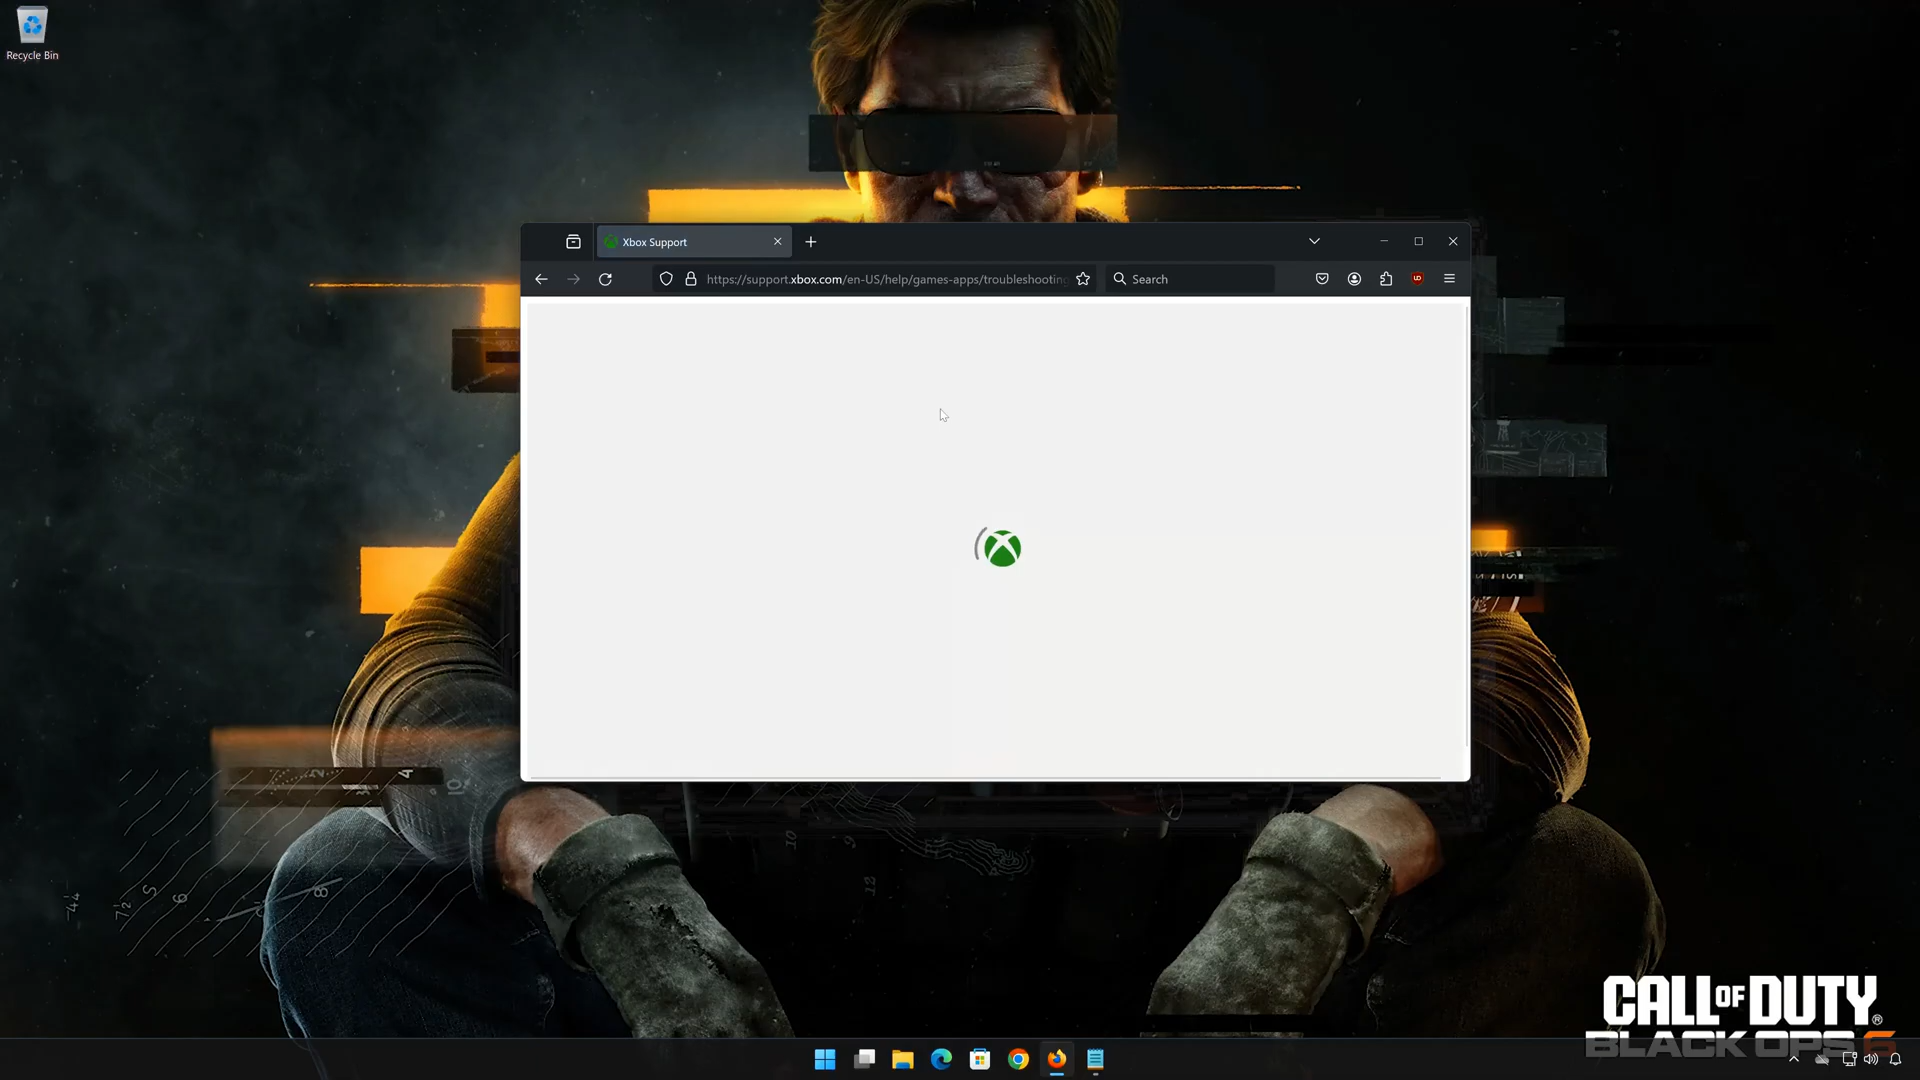 Recycle Bin
Xbox Support
https://support.xbox.com/en-US/help/games-apps/troubleshooting
Search
CALL OF DUTY®
BLACK OPS 6